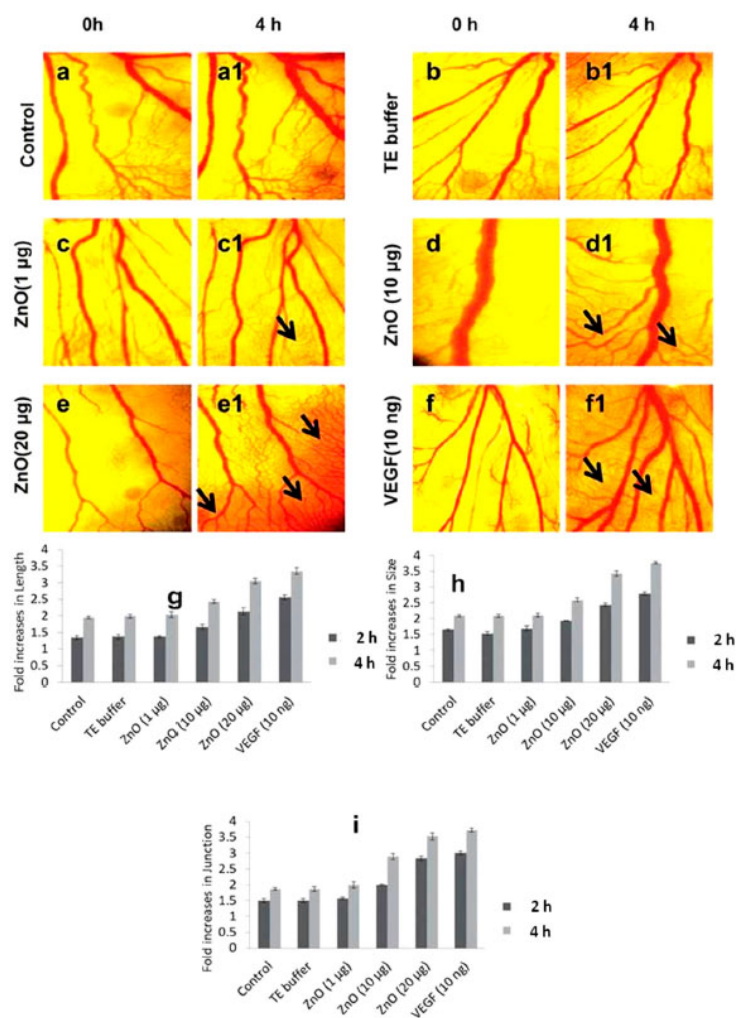 0h 4 h 0 h 4 h
Control a a1 TE buffer b b1
ZnO(1 µg) c c1 ZnO (10 µg) d d1
ZnO(20 µg) e e1 VEGF(10 ng) f f1
g
Fold increases in Length
4
3.5
3
2.5
2
1.5
1
0.5
0
Control
TE buffer
ZnO (1 µg)
ZnO (10 µg)
ZnO (20 µg)
VEGF (10 ng)
2 h
4 h
h
Fold increases in Size
4
3.5
3
2.5
2
1.5
1
0.5
0
Control
TE buffer
ZnO (1 µg)
ZnO (10 µg)
ZnO (20 µg)
VEGF (10 ng)
2 h
4 h
i
Fold increases in Junction
4
3.5
3
2.5
2
1.5
1
0.5
0
Control
TE buffer
ZnO (1 µg)
ZnO (10 µg)
ZnO (20 µg)
VEGF (10 ng)
2 h
4 h